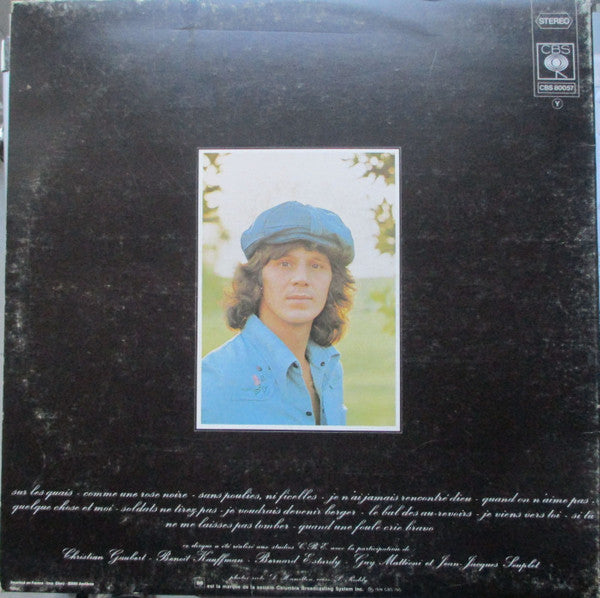 STEREO
CBS
CBS 80057
Y
sur les quais - comme une rose noire - sans poulies, ni ficelles - je n'ai jamais rencontré dieu - quand on n'aime pas -
quelque chose et moi - soldats ne tirez pas - je voudrais devenir berger - le bal des au-revoirs - je viens vers toi - si tu
ne me laisses pas tomber - quand une foule crie bravo
ce disque a été réalisé aux studios C.B.E. avec la participation de
Christian Gaubert - Benoit Kauffman - Bernard Estardy - Guy Mattéoni et Jean-Jacques Souplet
photos
est la marque de la société Columbia Broadcasting System Inc.